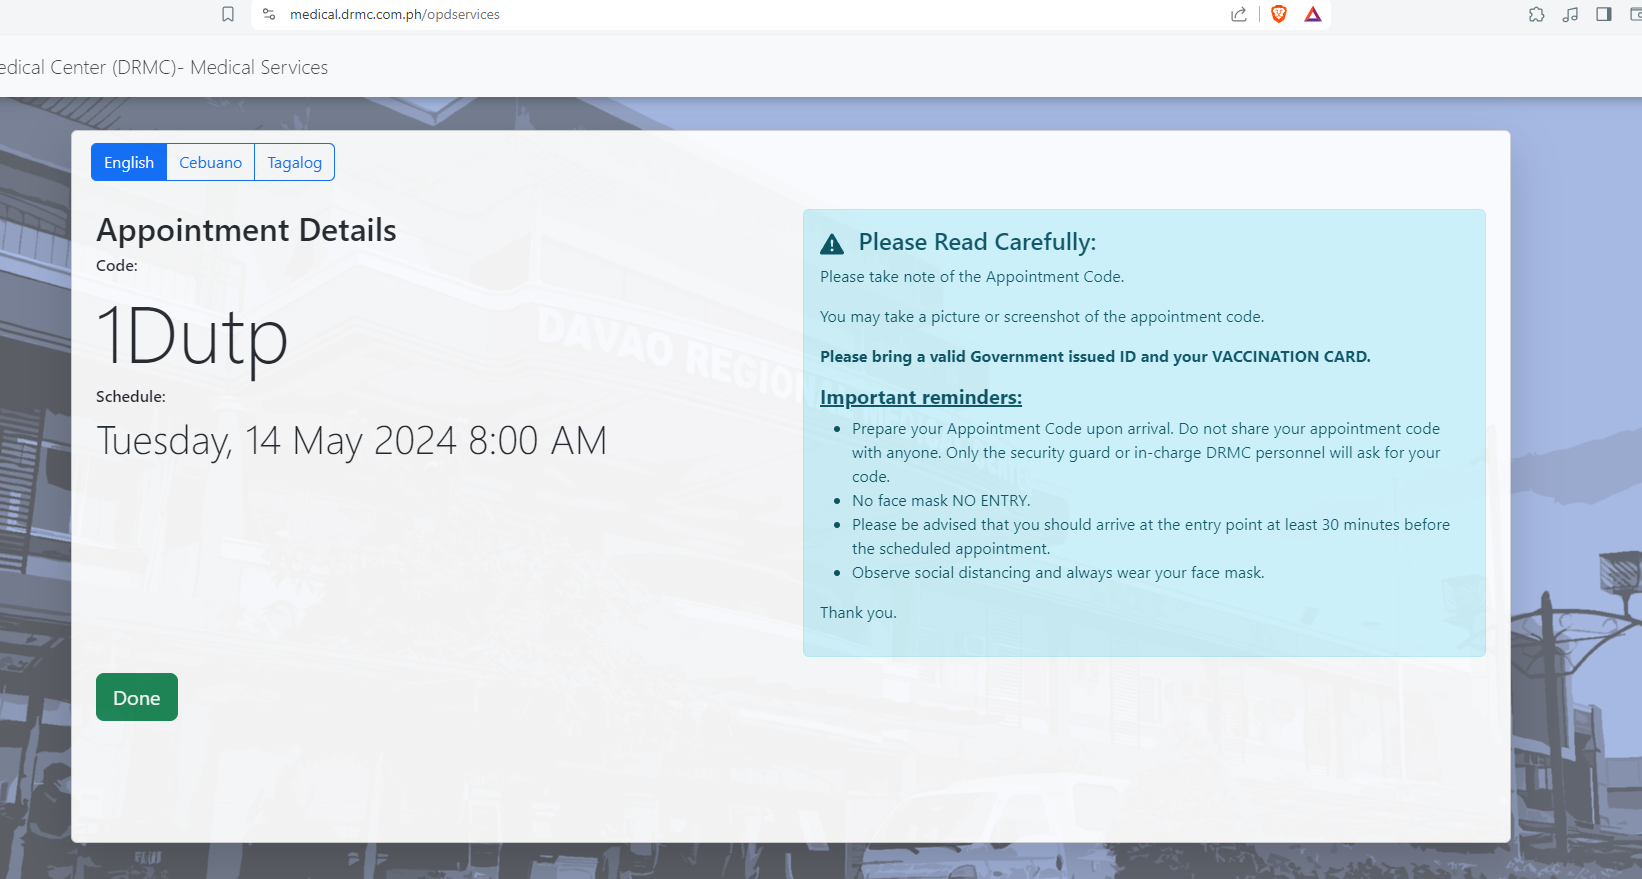 medical.drmc.com.ph/opdservices
edical Center (DRMC)- Medical Services
English Cebuano Tagalog
Appointment Details
Code:
1Dutp
Schedule:
Tuesday, 14 May 2024 8:00 AM
Done
Please Read Carefully:
Please take note of the Appointment Code.
You may take a picture or screenshot of the appointment code.
Please bring a valid Government issued ID and your VACCINATION CARD.
Important reminders:
Prepare your Appointment Code upon arrival. Do not share your appointment code
with anyone. Only the security guard or in-charge DRMC personnel will ask for your
code.
No face mask NO ENTRY.
Please be advised that you should arrive at the entry point at least 30 minutes before
the scheduled appointment.
Observe social distancing and always wear your face mask.
Thank you.
DAVAO REGIONAL MEDICAL CENTER